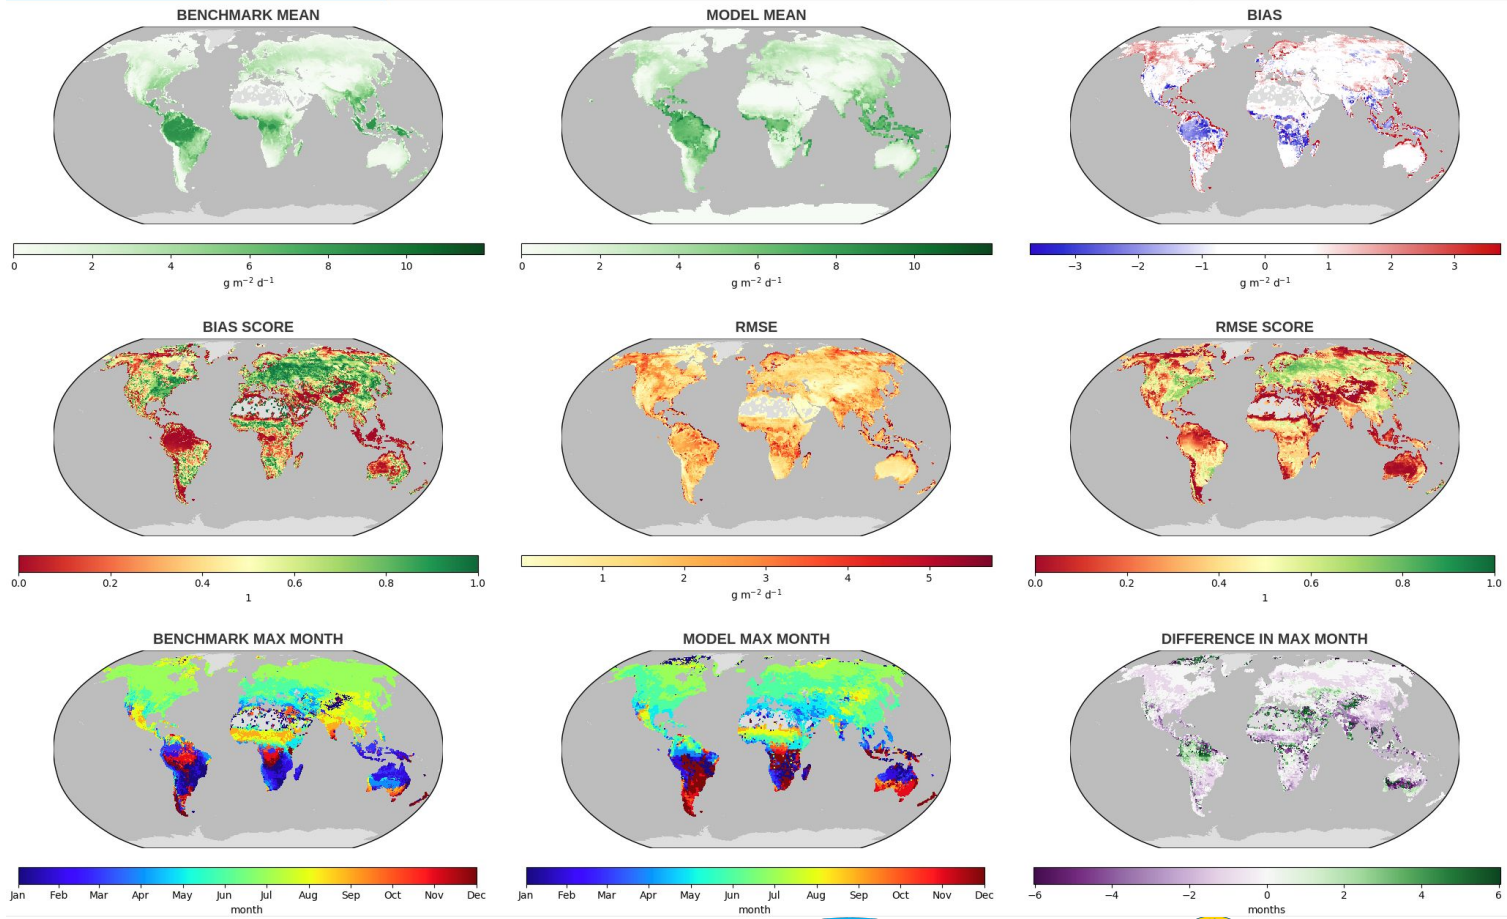 BENCHMARK MEAN
MODEL MEAN
BIAS
0 2 4 6 8 10
g m⁻² d⁻¹
0 2 4 6 8 10
g m⁻² d⁻¹
−3 −2 −1 0 1 2 3
g m⁻² d⁻¹
BIAS SCORE
RMSE
RMSE SCORE
0.0 0.2 0.4 0.6 0.8 1.0
1
1 2 3 4 5
g m⁻² d⁻¹
0.0 0.2 0.4 0.6 0.8 1.0
1
BENCHMARK MAX MONTH
MODEL MAX MONTH
DIFFERENCE IN MAX MONTH
Jan Feb Mar Apr May Jun Jul Aug Sep Oct Nov Dec
month
Jan Feb Mar Apr May Jun Jul Aug Sep Oct Nov Dec
month
−6 −4 −2 0 2 4 6
months